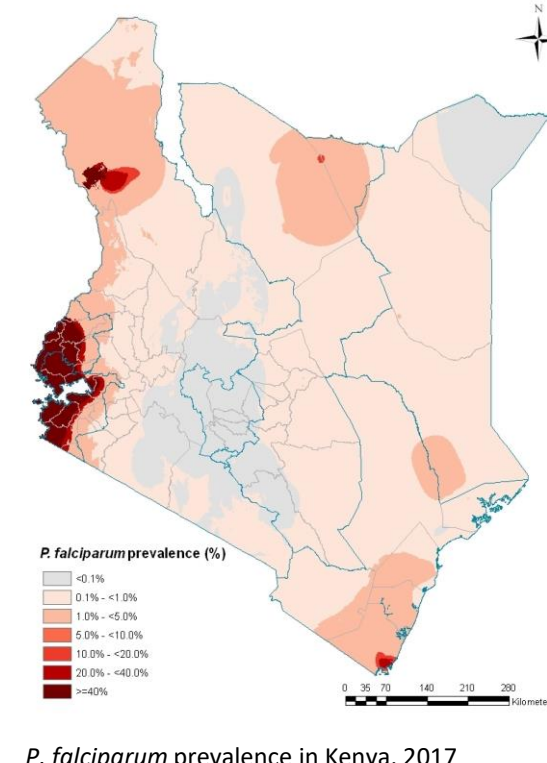 N
P. falciparum prevalence (%)
<0.1%
0.1% - <1.0%
1.0% - <5.0%
5.0% - <10.0%
10.0% - <20.0%
20.0% - <40.0%
>=40%
0 35 70 140 210 280
Kilomete
P. falciparum prevalence in Kenya, 2017